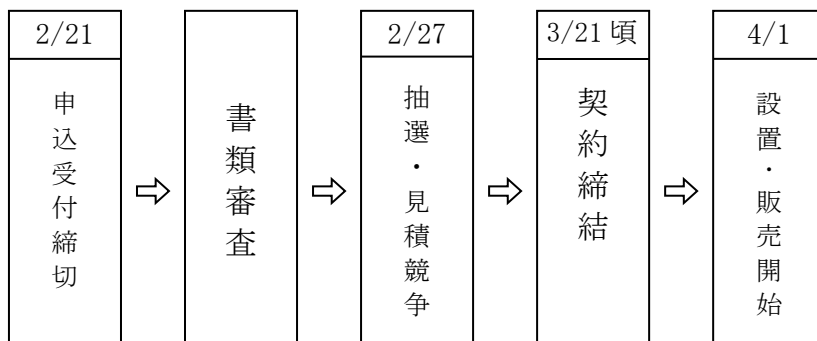 2/21
申込受付締切
⇨
書類審査
⇨
2/27
抽選・見積競争
⇨
3/21頃
契約締結
⇨
4/1
設置・販売開始